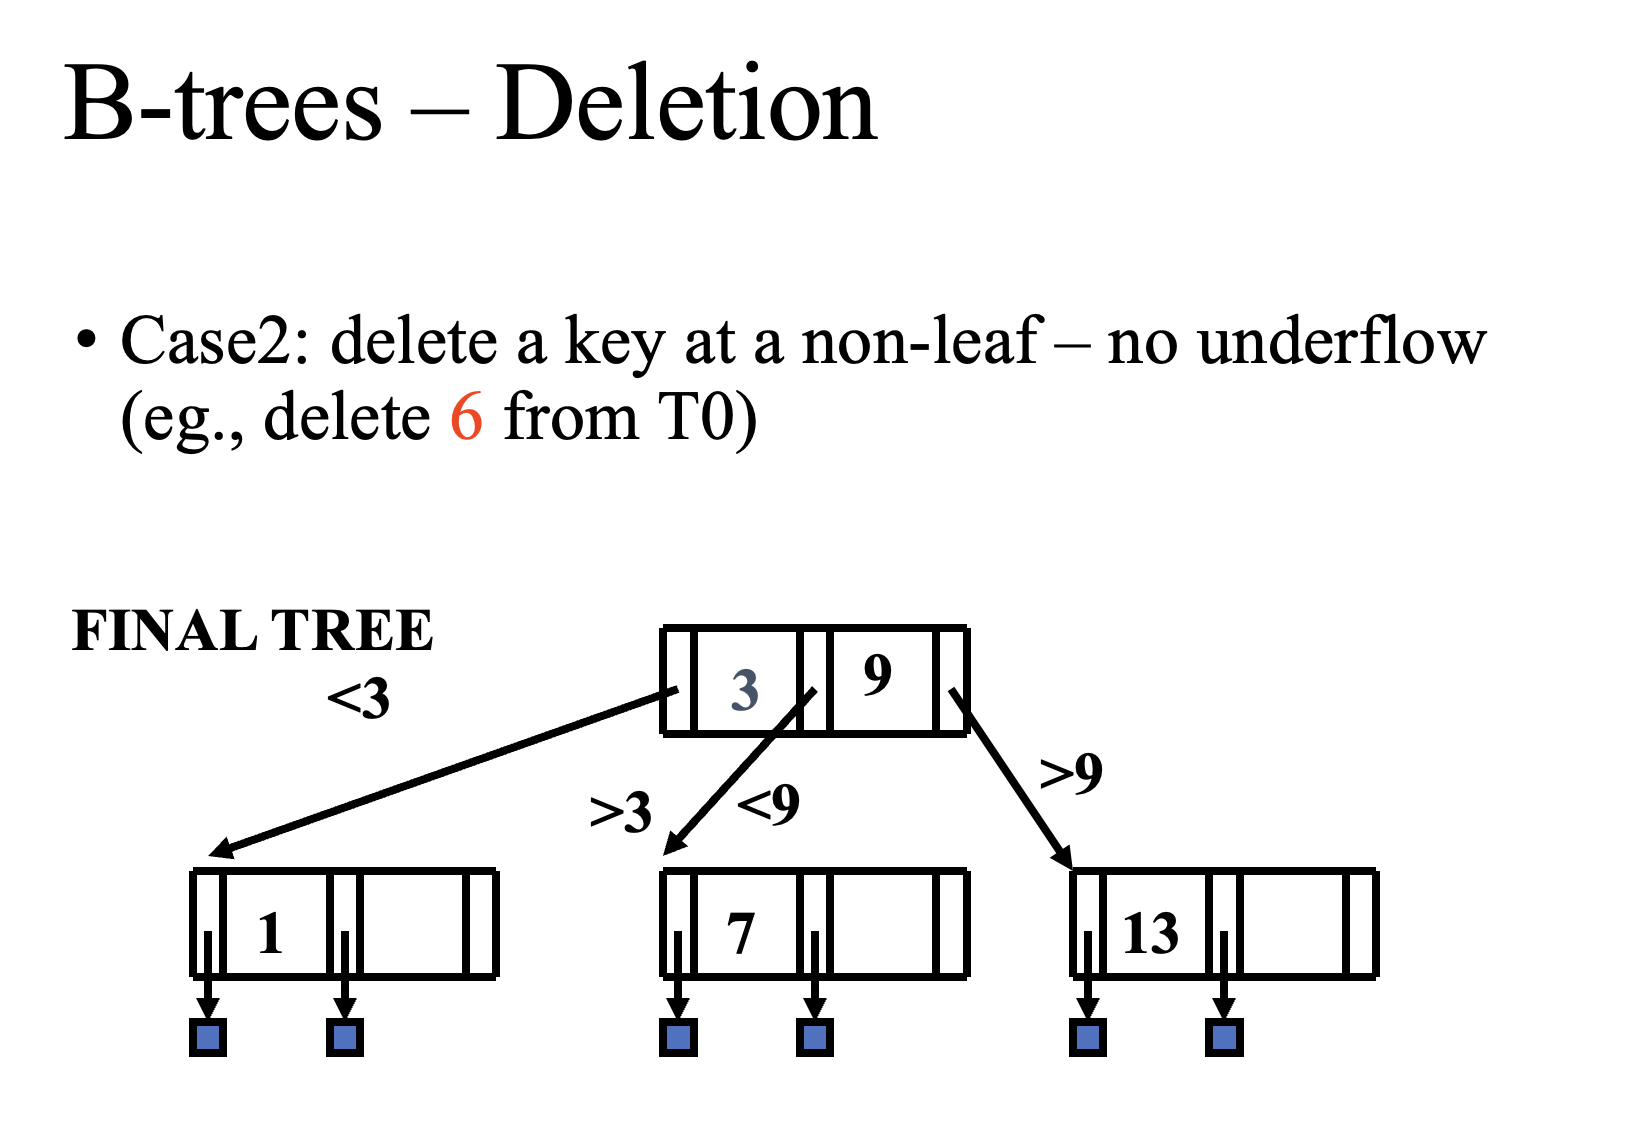 B-trees – Deletion
• Case2: delete a key at a non-leaf – no underflow
(eg., delete 6 from T0)
FINAL TREE
<3
3 9
>3 <9
>9
1
7
13